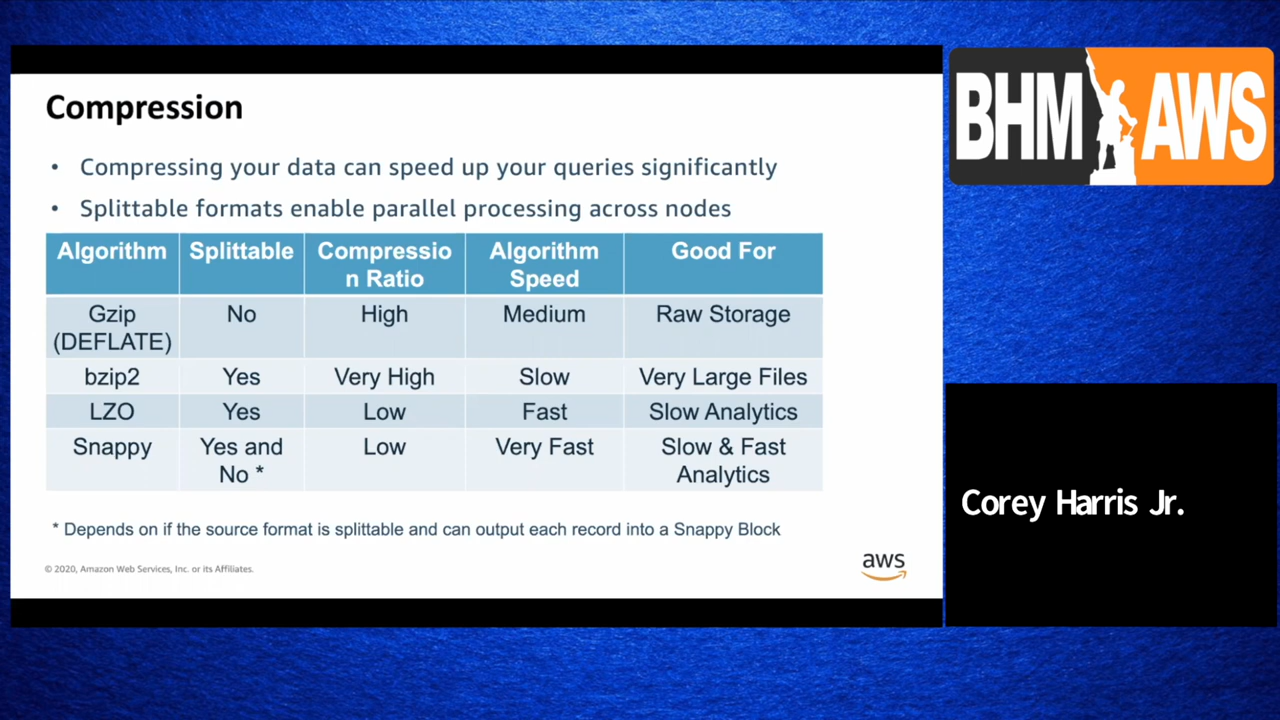 Compression
• Compressing your data can speed up your queries significantly
• Splittable formats enable parallel processing across nodes
Algorithm Splittable Compressio Algorithm Good For
n Ratio Speed
Gzip No High Medium Raw Storage
(DEFLATE)
bzip2 Yes Very High Slow Very Large Files
LZO Yes Low Fast Slow Analytics
Snappy Yes and Low Very Fast Slow & Fast
No * Analytics
* Depends on if the source format is splittable and can output each record into a Snappy Block
© 2020, Amazon Web Services, Inc. or its Affiliates.
aws
BHM AWS
Corey Harris Jr.